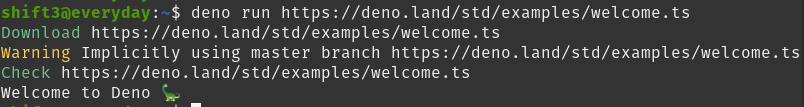 shift3@everyday:~$ deno run https://deno.land/std/examples/welcome.ts
Download https://deno.land/std/examples/welcome.ts
Warning Implicitly using master branch https://deno.land/std/examples/welcome.ts
Check https://deno.land/std/examples/welcome.ts
Welcome to Deno 🦕